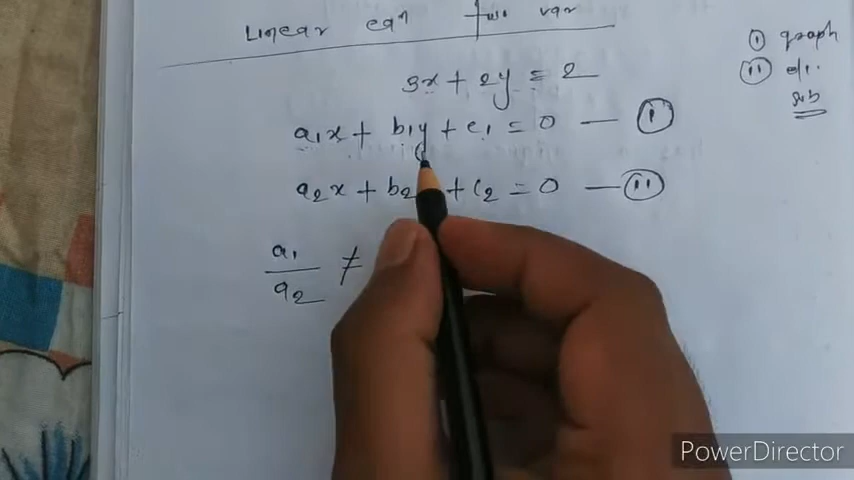 Linear eqn two var
3x + 2y = 2
a₁x + b₁y + c₁ = 0 — Ⓘ
a₂x + b₂ + c₂ = 0 — Ⓘⓘ
a₁/a₂ ≠
Ⓘ graph
Ⓘⓘ
sub
PowerDirector